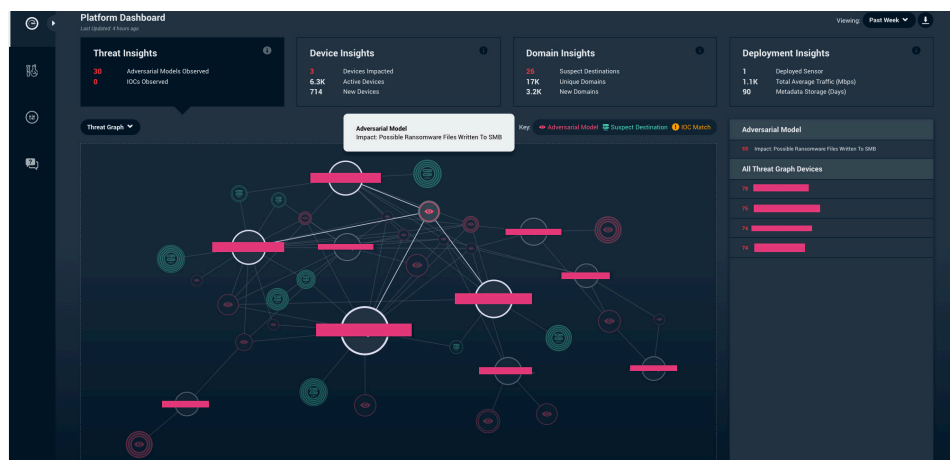 Platform Dashboard
Last Updated: 4 hours ago
Viewing: Past Week
Threat Insights
30 Adversarial Models Observed
0 IOCs Observed
Device Insights
3 Devices Impacted
6.3K Active Devices
714 New Devices
Domain Insights
26 Suspect Destinations
17K Unique Domains
3.2K New Domains
Deployment Insights
1 Deployed Sensor
1.1K Total Average Traffic (Mbps)
90 Metadata Storage (Days)
Threat Graph
Adversarial Model
Impact: Possible Ransomware Files Written To SMB
Key: Adversarial Model Suspect Destination IOC Match
Adversarial Model
Impact: Possible Ransomware Files Written To SMB
All Threat Graph Devices
74
74